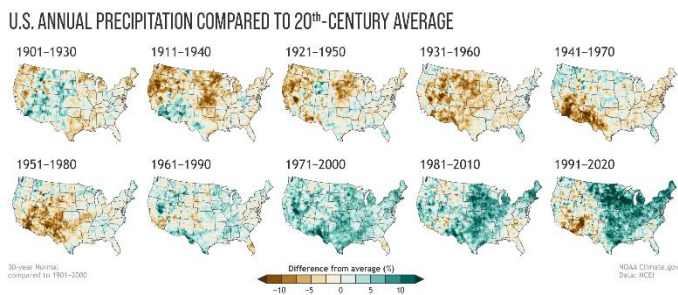 U.S. ANNUAL PRECIPITATION COMPARED TO 20th-CENTURY AVERAGE
1901–1930 1911–1940 1921–1950 1931–1960 1941–1970
1951–1980 1961–1990 1971–2000 1981–2010 1991–2020
30-year Normal
compared to 1901–2000
Difference from average (%)
-10 -5 0 5 10
NOAA Climate.gov
Data: NCEI